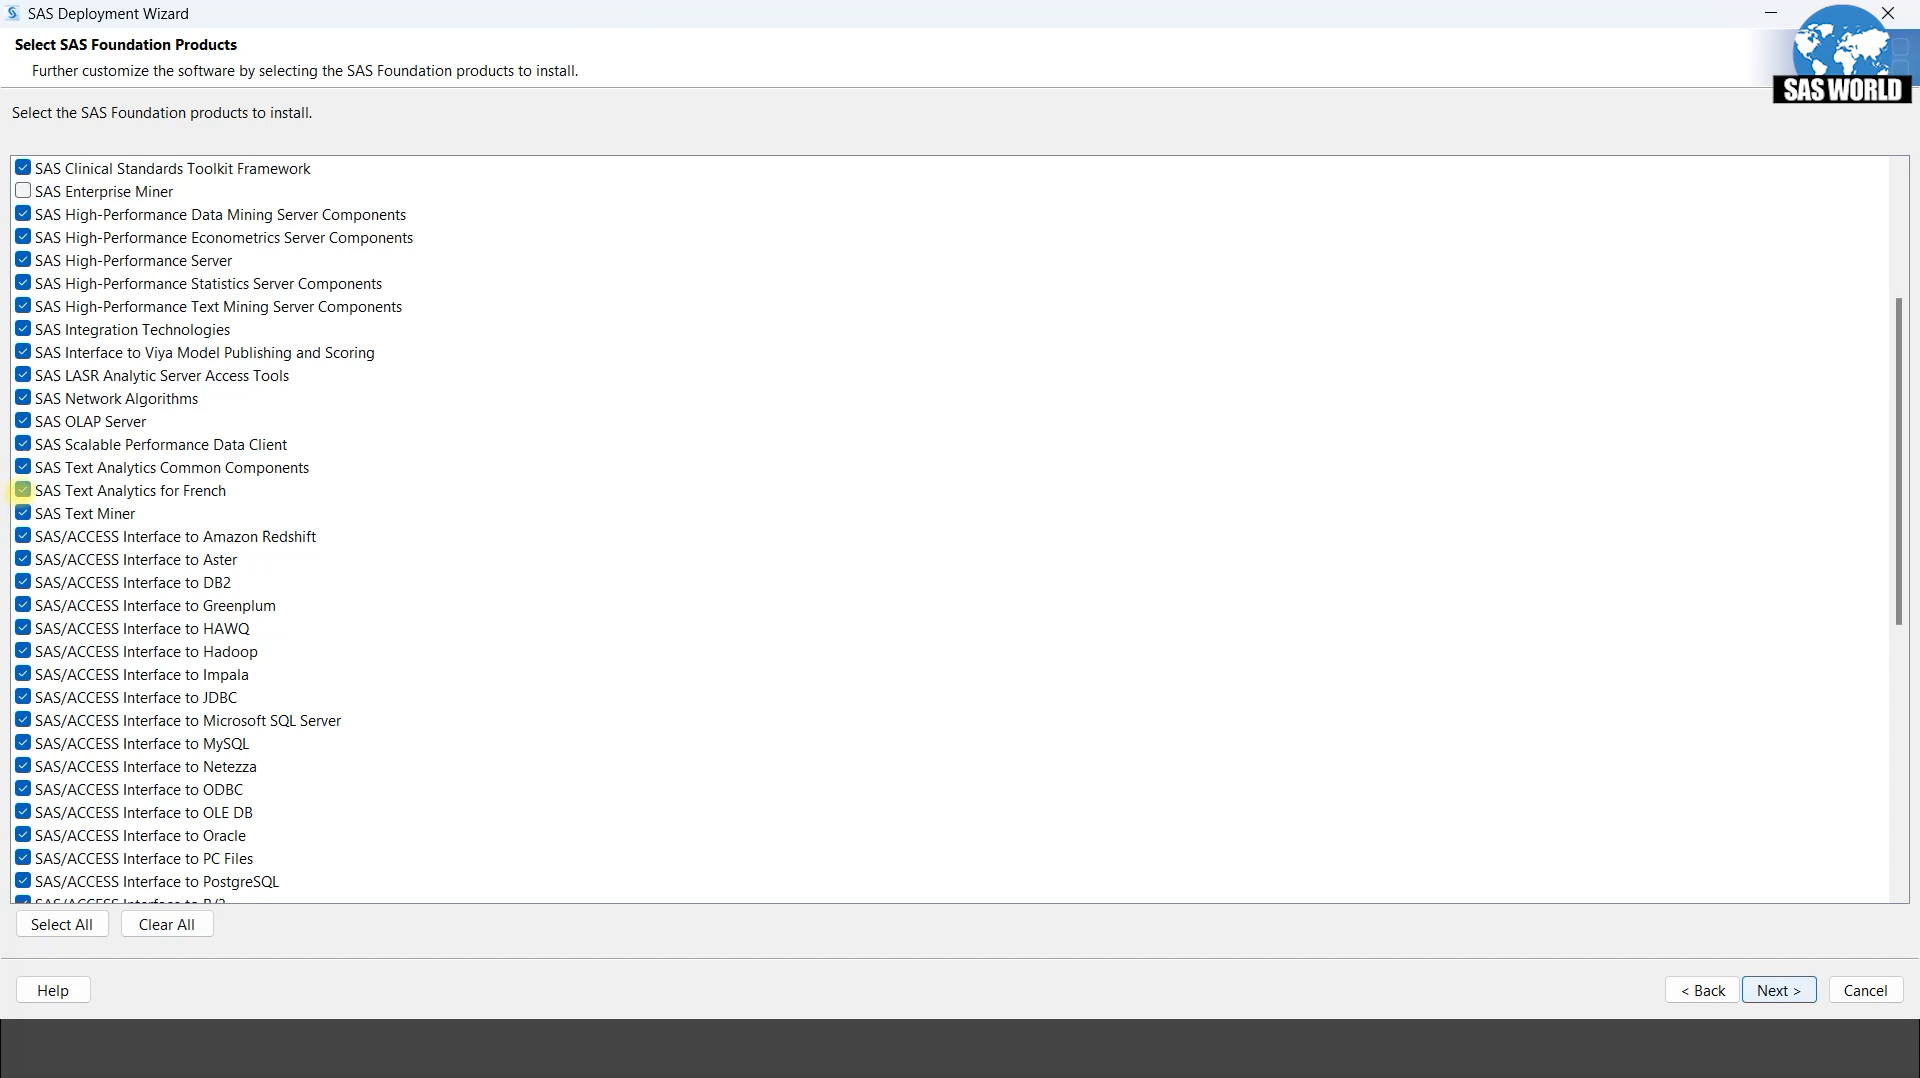 SAS Deployment Wizard
Select SAS Foundation Products
Further customize the software by selecting the SAS Foundation products to install.
SAS WORLD
Select the SAS Foundation products to install.
SAS Clinical Standards Toolkit Framework
SAS Enterprise Miner
SAS High-Performance Data Mining Server Components
SAS High-Performance Econometrics Server Components
SAS High-Performance Server
SAS High-Performance Statistics Server Components
SAS High-Performance Text Mining Server Components
SAS Integration Technologies
SAS Interface to Viya Model Publishing and Scoring
SAS LASR Analytic Server Access Tools
SAS Network Algorithms
SAS OLAP Server
SAS Scalable Performance Data Client
SAS Text Analytics Common Components
SAS Text Analytics for French
SAS Text Miner
SAS/ACCESS Interface to Amazon Redshift
SAS/ACCESS Interface to Aster
SAS/ACCESS Interface to DB2
SAS/ACCESS Interface to Greenplum
SAS/ACCESS Interface to HAWQ
SAS/ACCESS Interface to Hadoop
SAS/ACCESS Interface to Impala
SAS/ACCESS Interface to JDBC
SAS/ACCESS Interface to Microsoft SQL Server
SAS/ACCESS Interface to MySQL
SAS/ACCESS Interface to Netezza
SAS/ACCESS Interface to ODBC
SAS/ACCESS Interface to OLE DB
SAS/ACCESS Interface to Oracle
SAS/ACCESS Interface to PC Files
SAS/ACCESS Interface to PostgreSQL
SAS/ACCESS Interface to R/3
Select All
Clear All
Help
< Back
Next >
Cancel